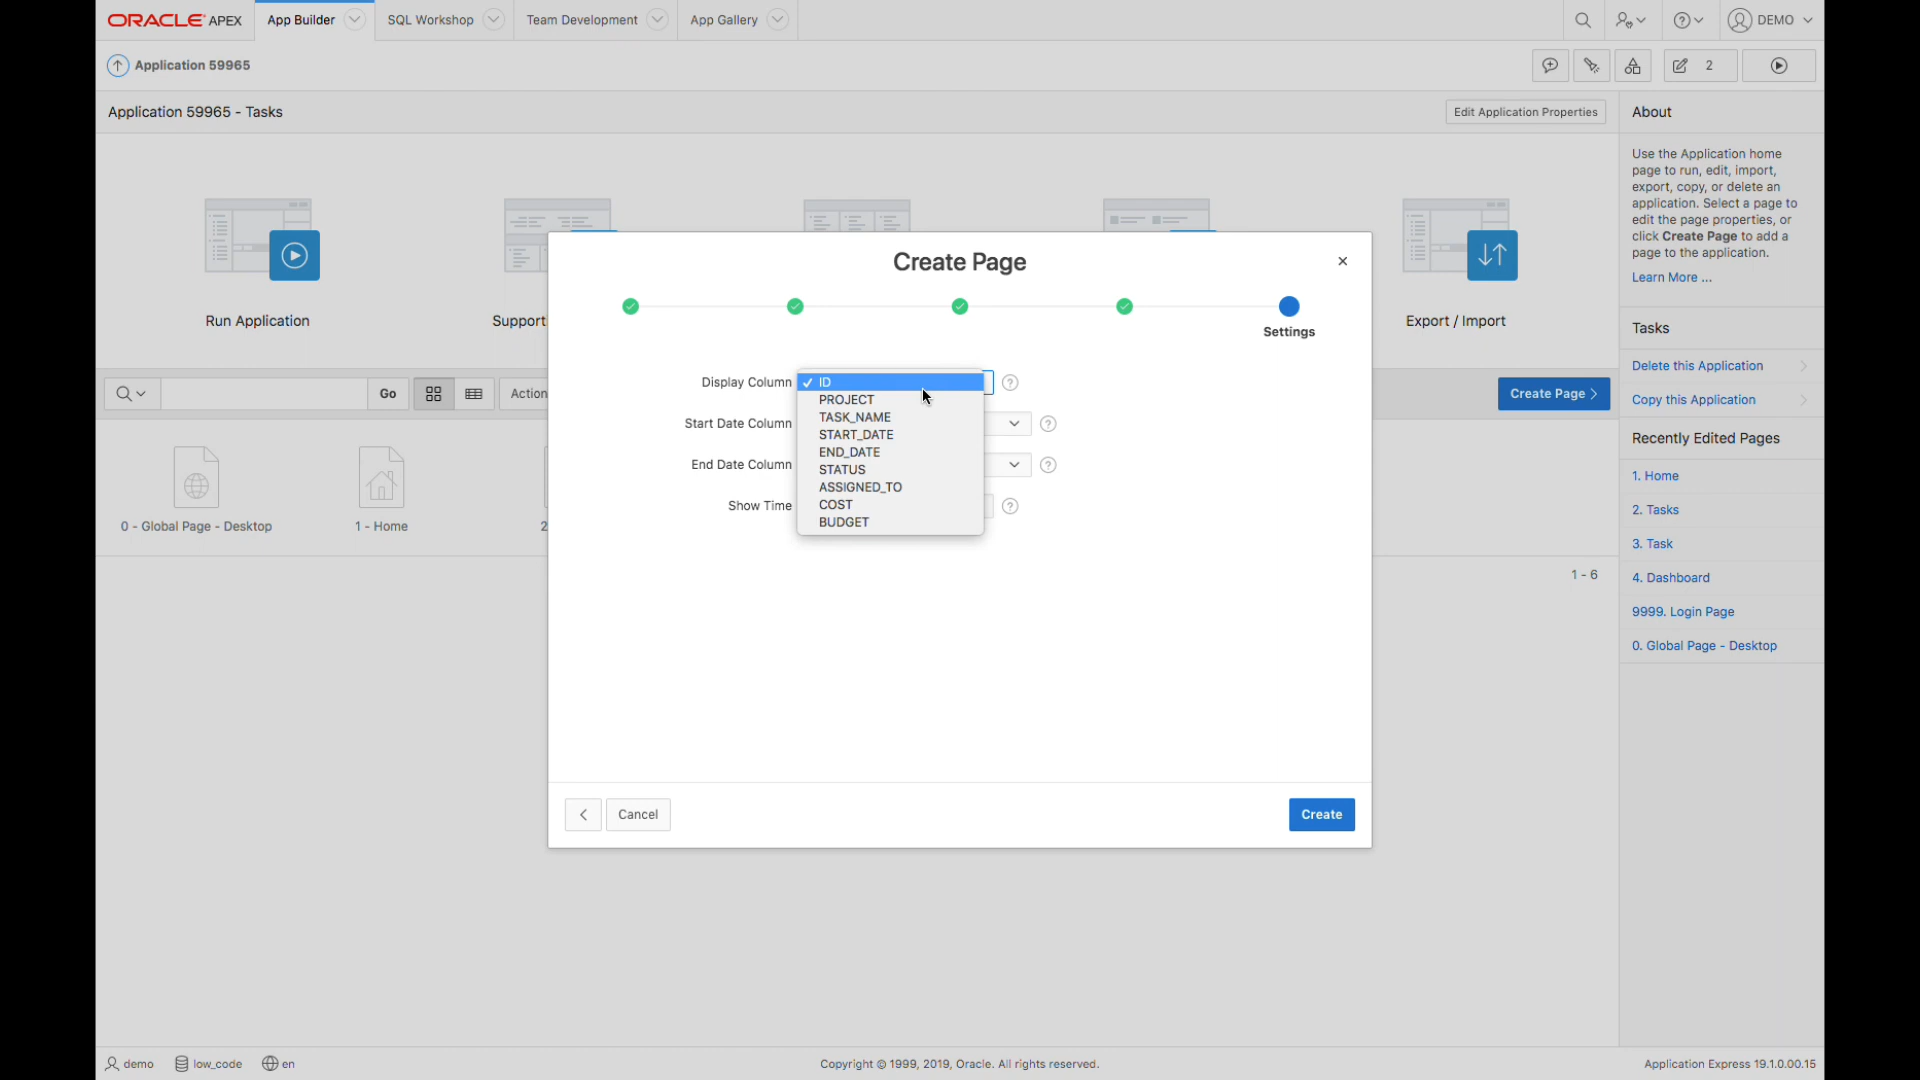 ORACLE APEX
App Builder
SQL Workshop
Team Development
App Gallery
DEMO
Application 59965
2
Application 59965 - Tasks
Edit Application Properties
About
Use the Application home
page to run, edit, import,
export, copy, or delete an
application. Select a page to
edit the page properties, or
click Create Page to add a
page to the application.
Learn More ...
Run Application
Support
Export / Import
Create Page
Settings
Tasks
Delete this Application
Copy this Application
Go
Action
Create Page
Display Column
ID
PROJECT
TASK_NAME
START_DATE
END_DATE
STATUS
ASSIGNED_TO
COST
BUDGET
Start Date Column
End Date Column
Show Time
Recently Edited Pages
1. Home
2. Tasks
3. Task
4. Dashboard
9999. Login Page
0. Global Page - Desktop
0 - Global Page - Desktop
1 - Home
2
1 - 6
Cancel
Create
demo
low_code
en
Copyright © 1999, 2019, Oracle. All rights reserved.
Application Express 19.1.0.00.15